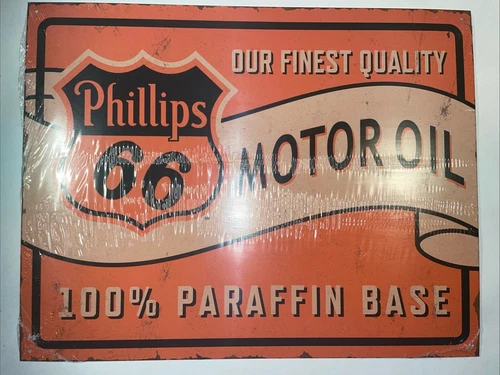 OUR FINEST QUALITY
Phillips
66
MOTOR OIL
100% PARAFFIN BASE